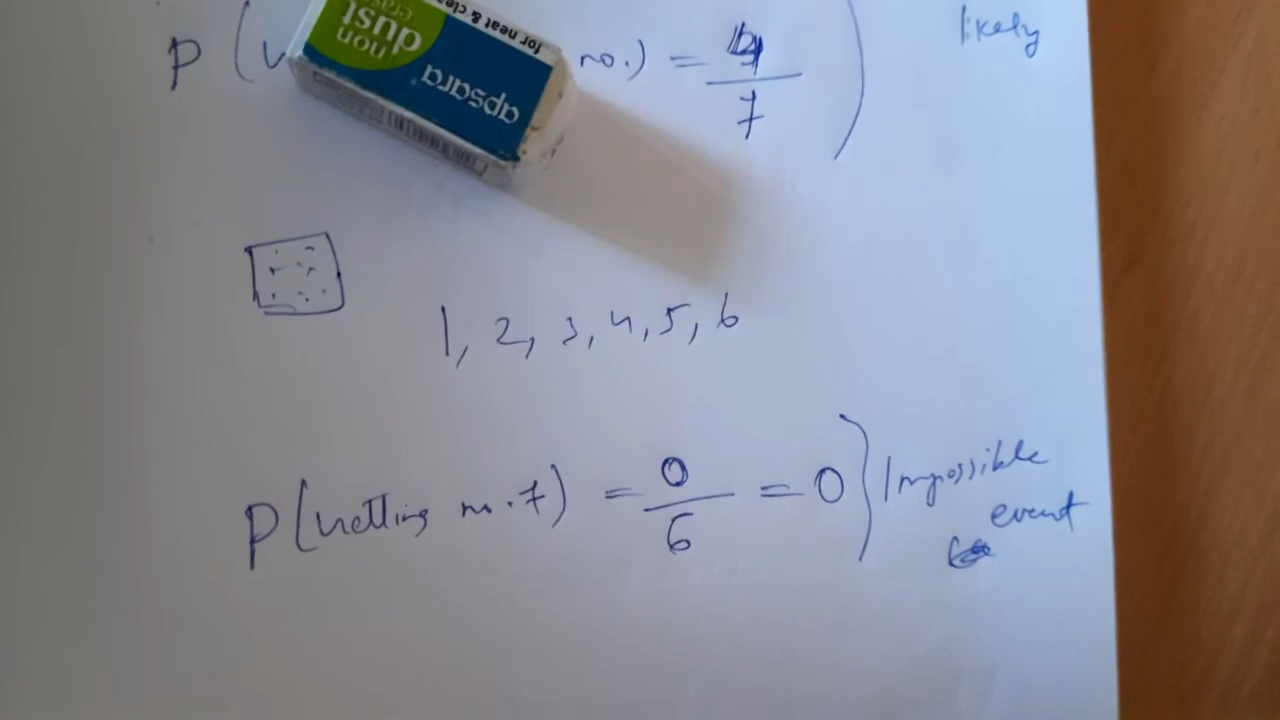 likely
P ( no.) = 4/7 )
for neat & clea
non
dust
apsara
1, 2, 3, 4, 5, 6
P(getting no. 7) = 0/6 = 0 } Impossible
event